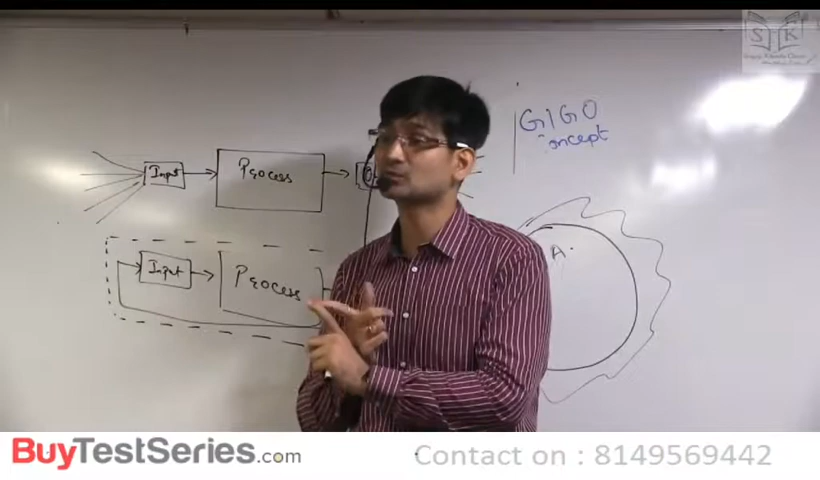 S K
GIGO
concept
Input
Process
O
Input
Process
A.
BuyTestSeries.com
Contact on : 8149569442